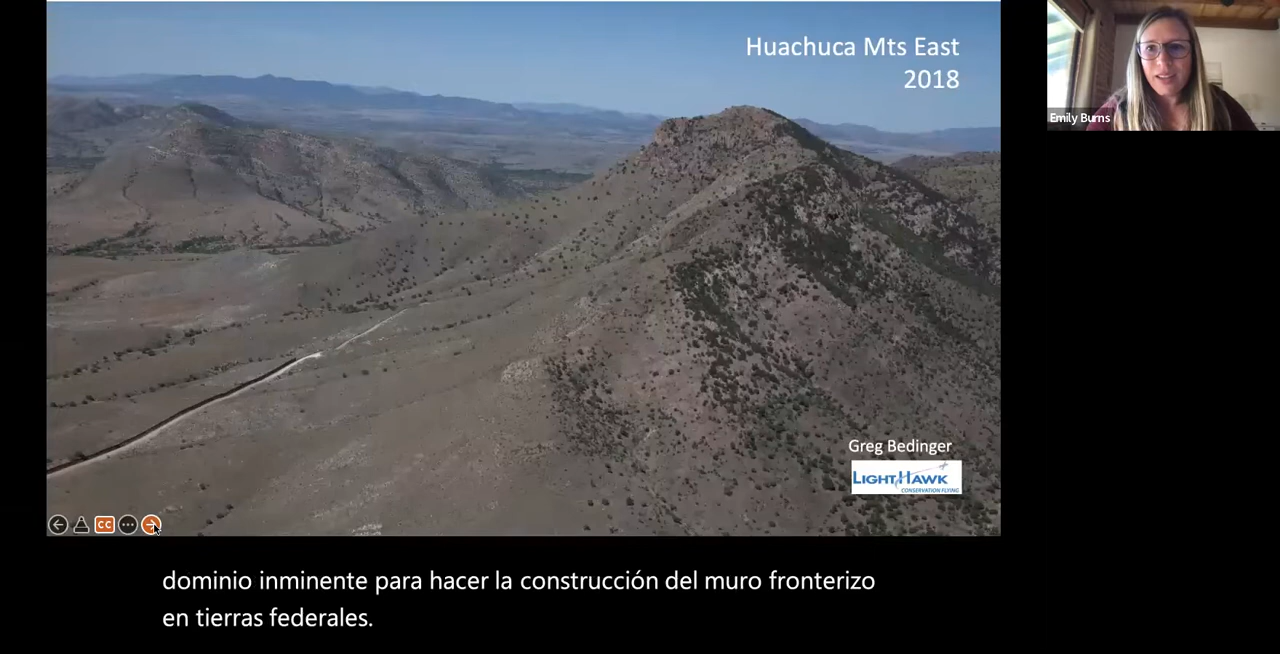 Huachuca Mts East
2018
Emily Burns
Greg Bedinger
LIGHTHAWK
CONSERVATION FLYING
CC
dominio inminente para hacer la construcción del muro fronterizo
en tierras federales.